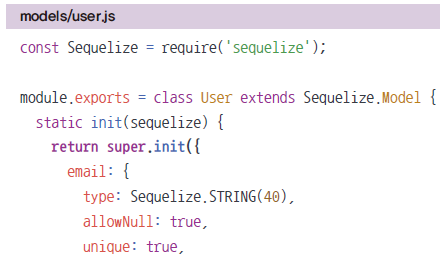 models/user.js
const Sequelize = require('sequelize');
module.exports = class User extends Sequelize.Model {
static init(sequelize) {
return super.init({
email: {
type: Sequelize.STRING(40),
allowNull: true,
unique: true,